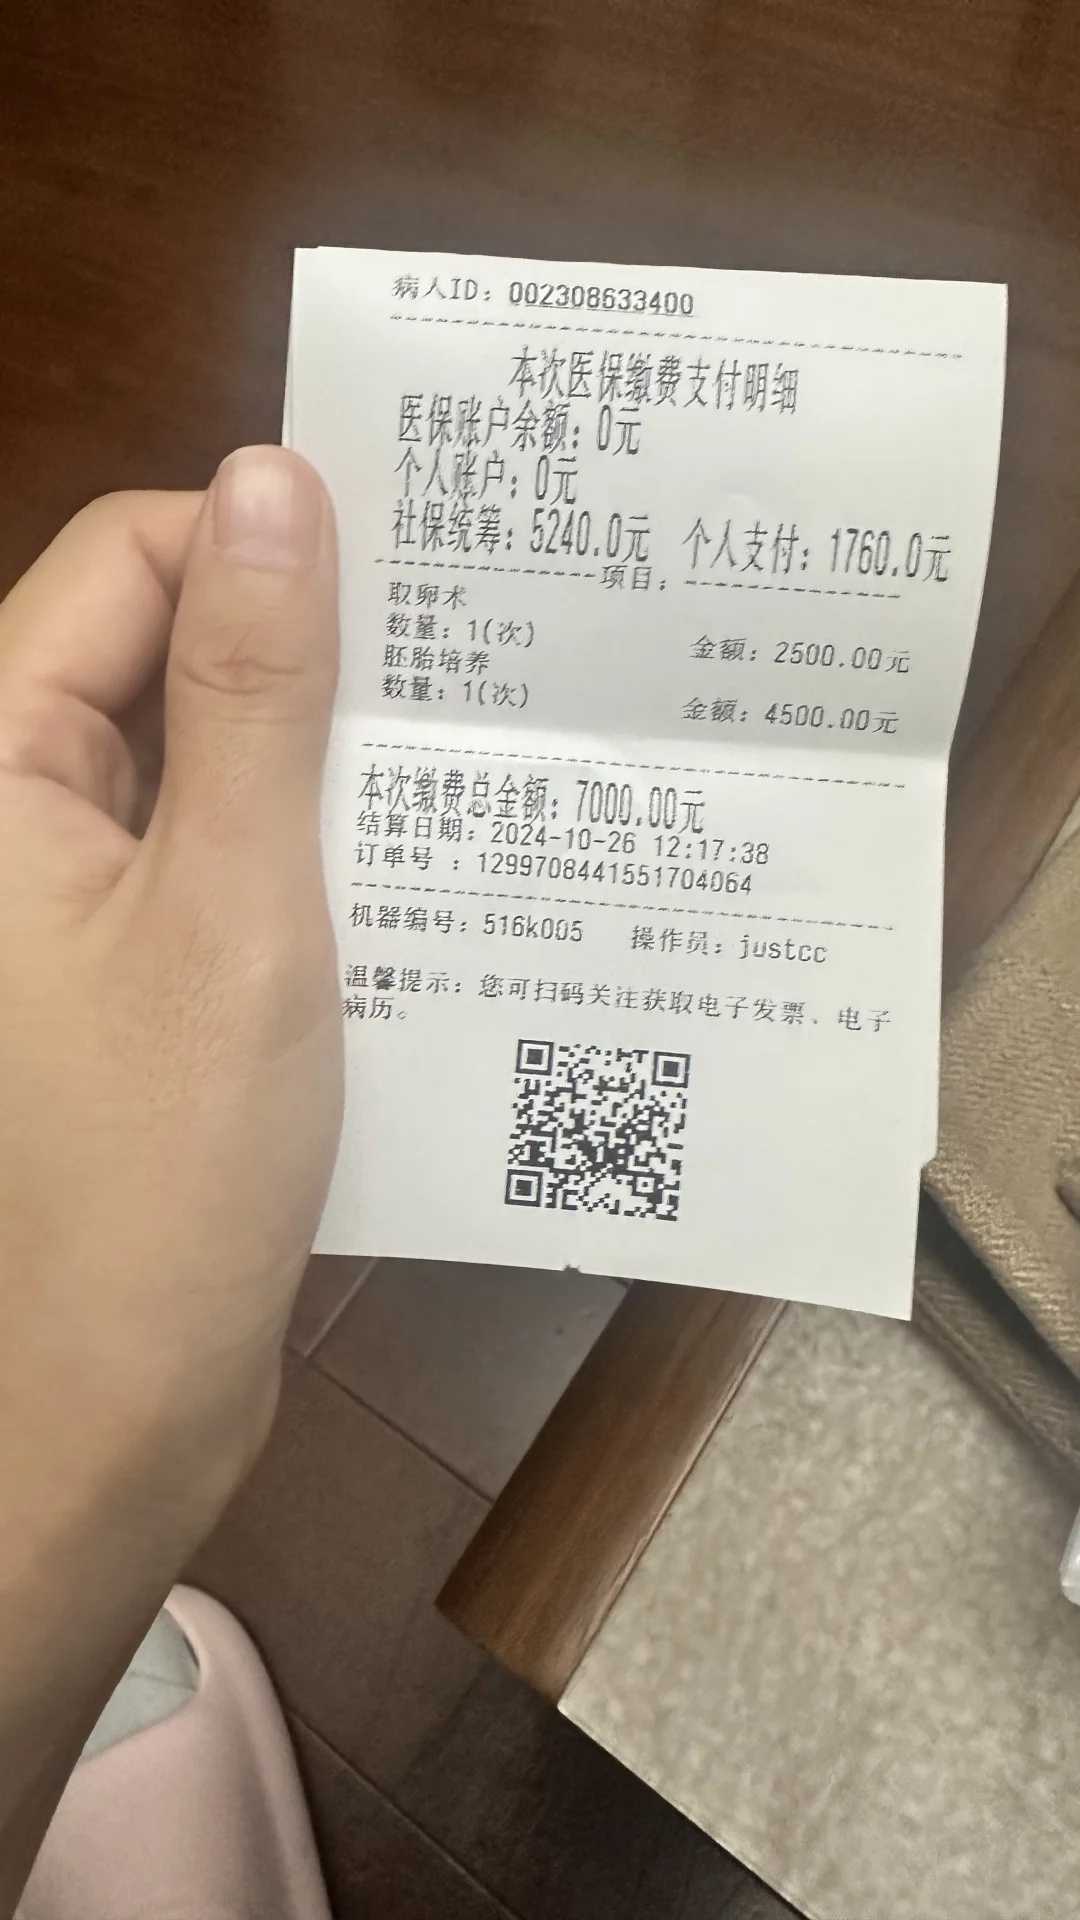 病人ID：002308633400
本次医保缴费支付明细
医保账户余额：0元
个人账户：0元
社保统筹：5240.0元 个人支付：1760.0元
项目：
取卵术
数量：1(次) 金额：2500.00元
胚胎培养
数量：1(次) 金额：4500.00元
本次缴费总金额：7000.00元
结算日期：2024-10-26 12:17:38
订单号 ：1299708441551704064
机器编号：516k005 操作员：justcc
温馨提示：您可扫码关注获取电子发票、电子
病历。